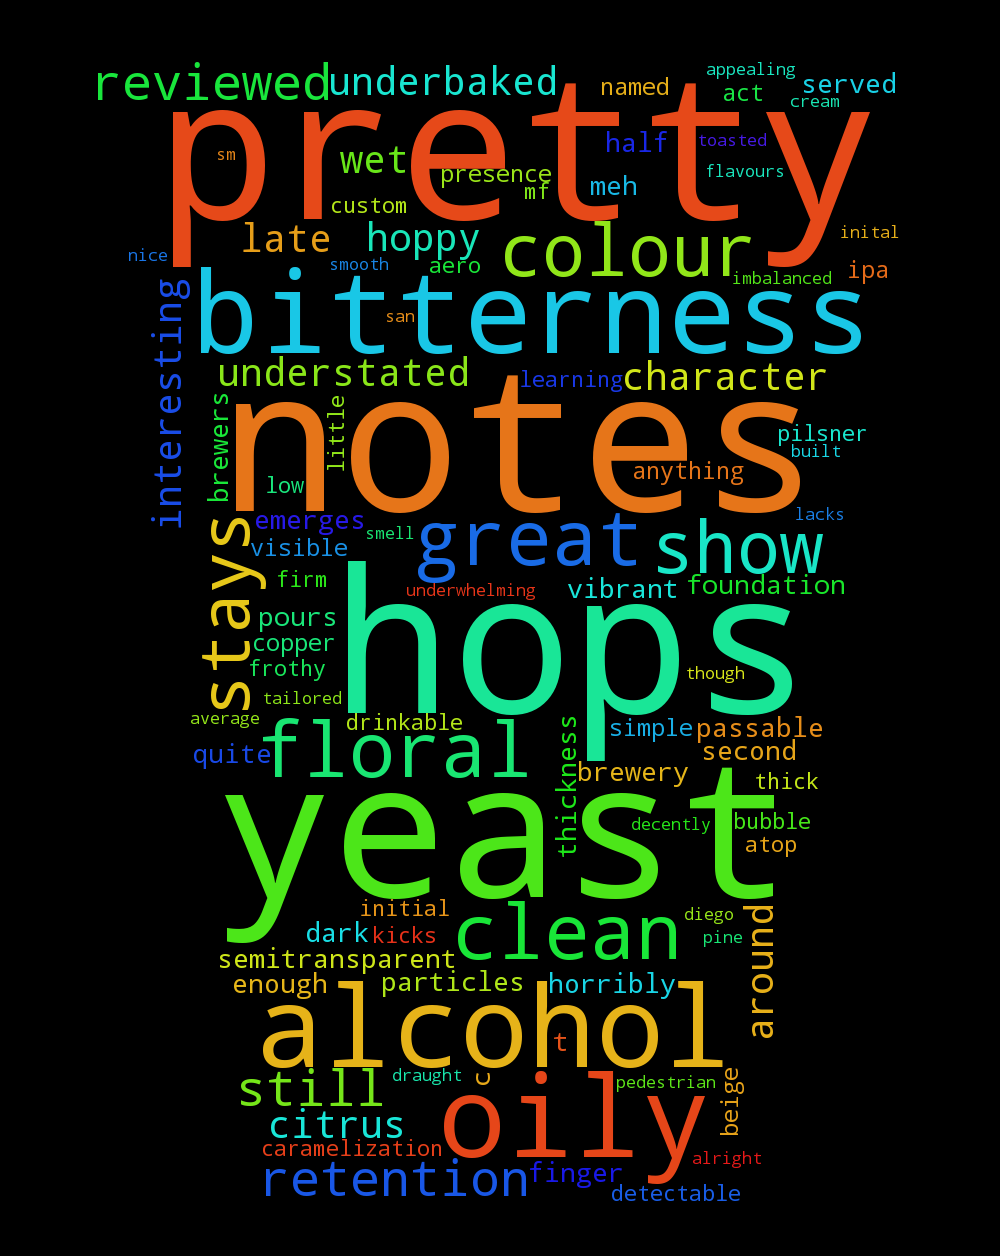 reviewed
underbaked
named
appealing
act
served
cream
pretty
sm
wet
half
toasted
presence
mf
meh
flavours
custom
late
hoppy
colour
inital
nice
smooth
aero
imbalanced
ipa
interesting
bitterness
san
understated
learning
character
brewers
little
notes
pilsner
built
anything
low
emerges
smell
great
lacks
show
visible
stays
firm
underwhelming
vibrant
foundation
pours
copper
hops
frothy
though
tailored
average
drinkable
thickness
simple
passable
quite
floral
second
brewery
thick
yeast
decently
bubble
atop
initial
clean
diego
around
dark
kicks
pine
semitransparent
enough
particles
horribly
alcohol
t
still
draught
c
oily
pedestrian
beige
citrus
caramelization
alright
retention
finger
detectable